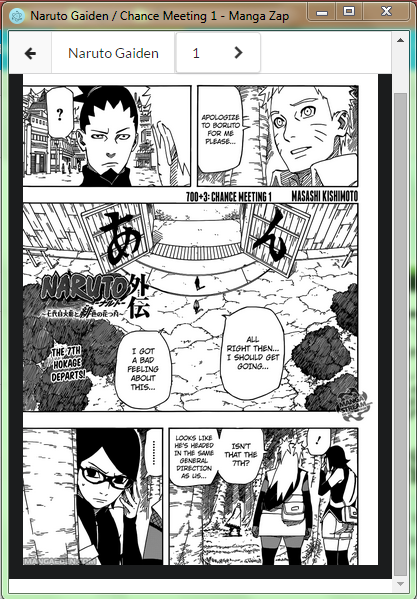 Naruto Gaiden / Chance Meeting 1 - Manga Zap
Naruto Gaiden
1
APOLOGIZE
TO BORUTO
FOR ME
PLEASE...
?
700+3: CHANCE MEETING 1
MASASHI KISHIMOTO
あん
NARUTO
ナルト
外伝
THE 7TH
HOKAGE
DEPARTS!
ALL
RIGHT THEN...
I SHOULD GET
GOING...
I GOT
A BAD
FEELING
ABOUT
THIS...
!
ISN'T
THAT THE
7TH?
LOOKS LIKE
HE'S HEADED
IN THE SAME
GENERAL
DIRECTION
AS US...